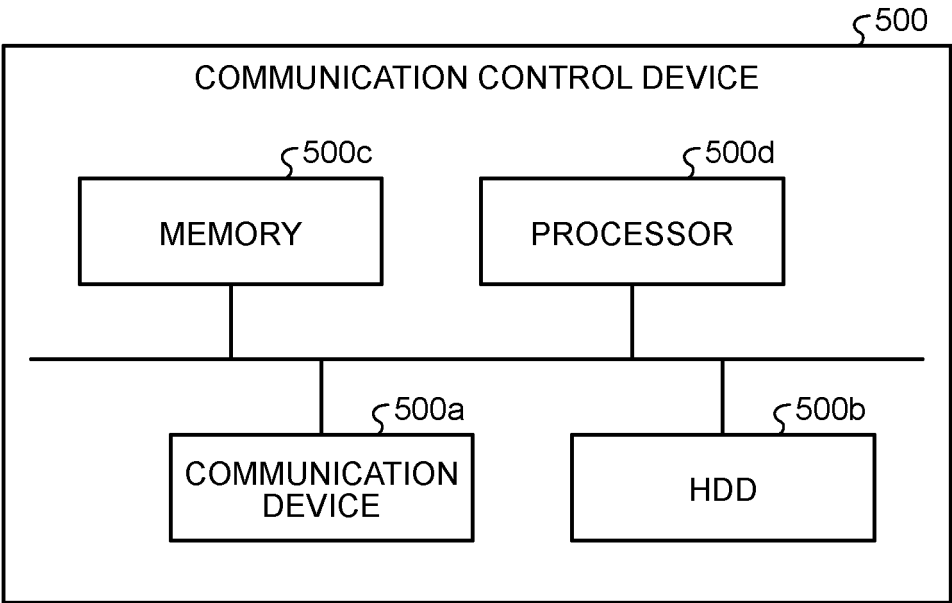 500
COMMUNICATION CONTROL DEVICE
500c
500d
MEMORY
PROCESSOR
500a
500b
COMMUNICATION
DEVICE
HDD